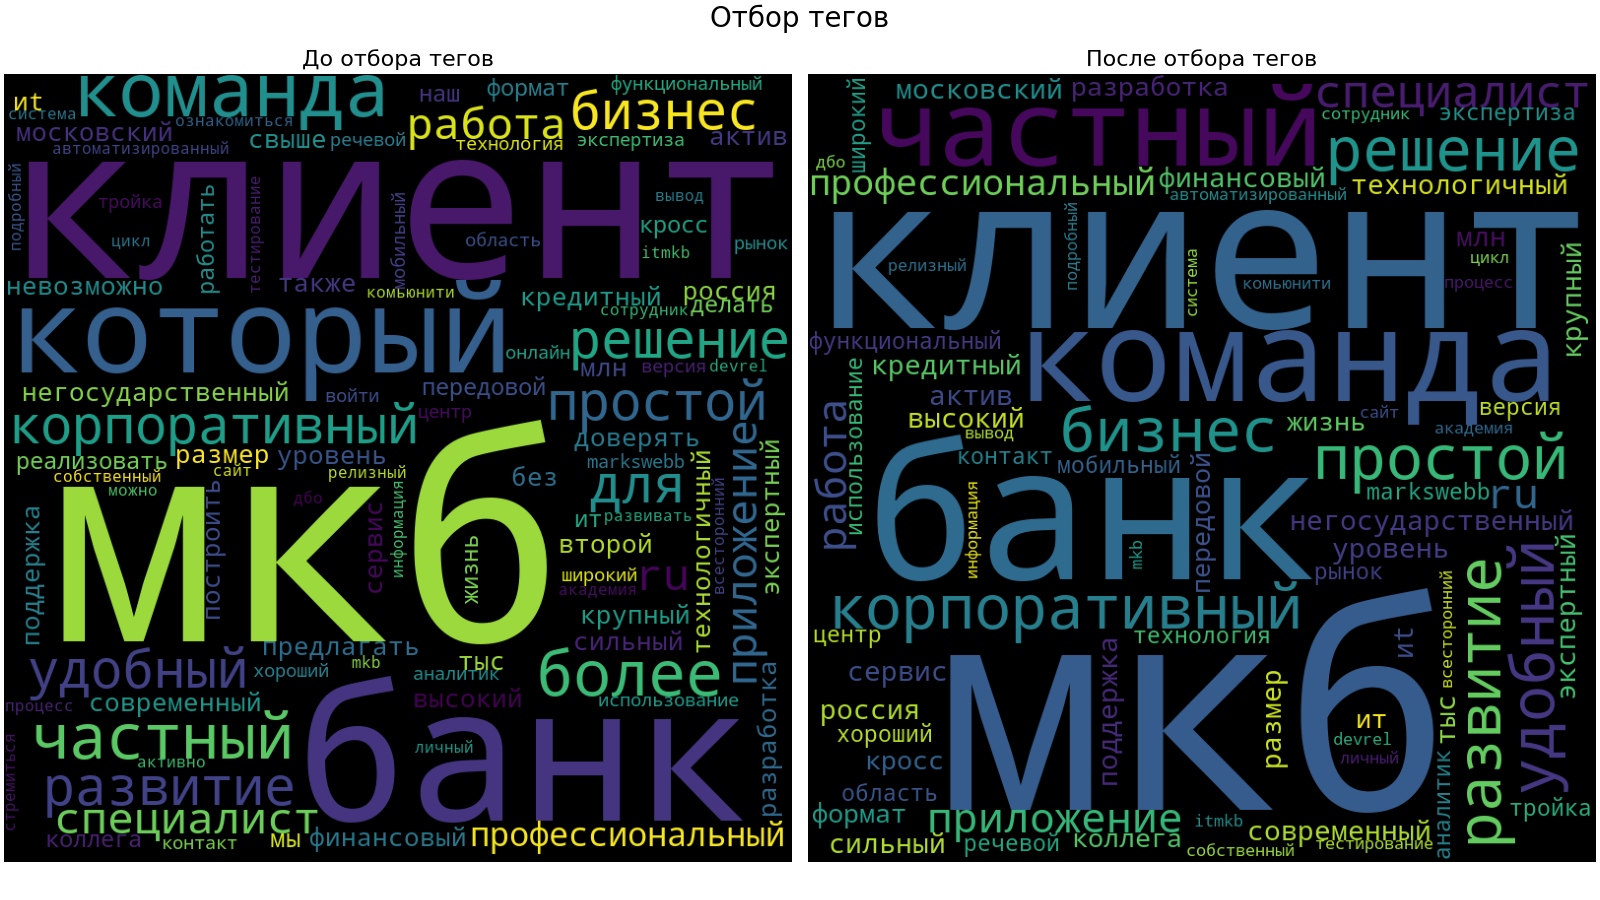 Отбор тегов
До отбора тегов
команда
формат
функциональный
ит
наш
бизнес
система
ознакомиться
работа
московский
свыше
речевой
технология
экспертиза
актив
автоматизированный
клиент
подробный
тройка
работать
тестирование
мобильный
вывод
цикл
область
кросс
itmkb
рынок
невозможно
также
комьюнити
кредитный
россия
сотрудник
делать
который
онлайн
решение
млн
версия
devrel
негосударственный
войти
передовой
простой
корпоративный
центр
реализовать
размер
уровень
доверять
собственный
сайт
релизный
markswebb
можно
без
для
мкб
дбо
ит
развивать
поддержка
построить
сервис
информация
жизнь
второй
технологичный
всесторонний
приложение
экспертный
широкий
ru
академия
крупный
предлагать
сильный
удобный
хороший
mkb
тыс
аналитик
более
процесс
современный
высокий
использование
частный
банк
личный
активно
стремиться
развитие
разработка
специалист
коллега
контакт
мы
финансовый
профессиональный
После отбора тегов
широкий
московский
разработка
специалист
частный
сотрудник
экспертиза
дбо
решение
профессиональный
финансовый
технологичный
автоматизированный
клиент
релизный
подробный
система
комьюнити
млн
цикл
процесс
крупный
функциональный
команда
кредитный
использование
актив
высокий
вывод
бизнес
жизнь
сайт
версия
академия
работа
банк
контакт
мобильный
передовой
простой
markswebb
ru
информация
mkb
негосударственный
уровень
рынок
корпоративный
центр
технология
развитие
удобный
экспертный
мкб
сервис
поддержка
размер
ит
всесторонний
тыс
россия
хороший
ит
devrel
личный
кросс
область
аналитик
формат
приложение
itmkb
современный
тройка
сильный
речевой
коллега
собственный
тестирование